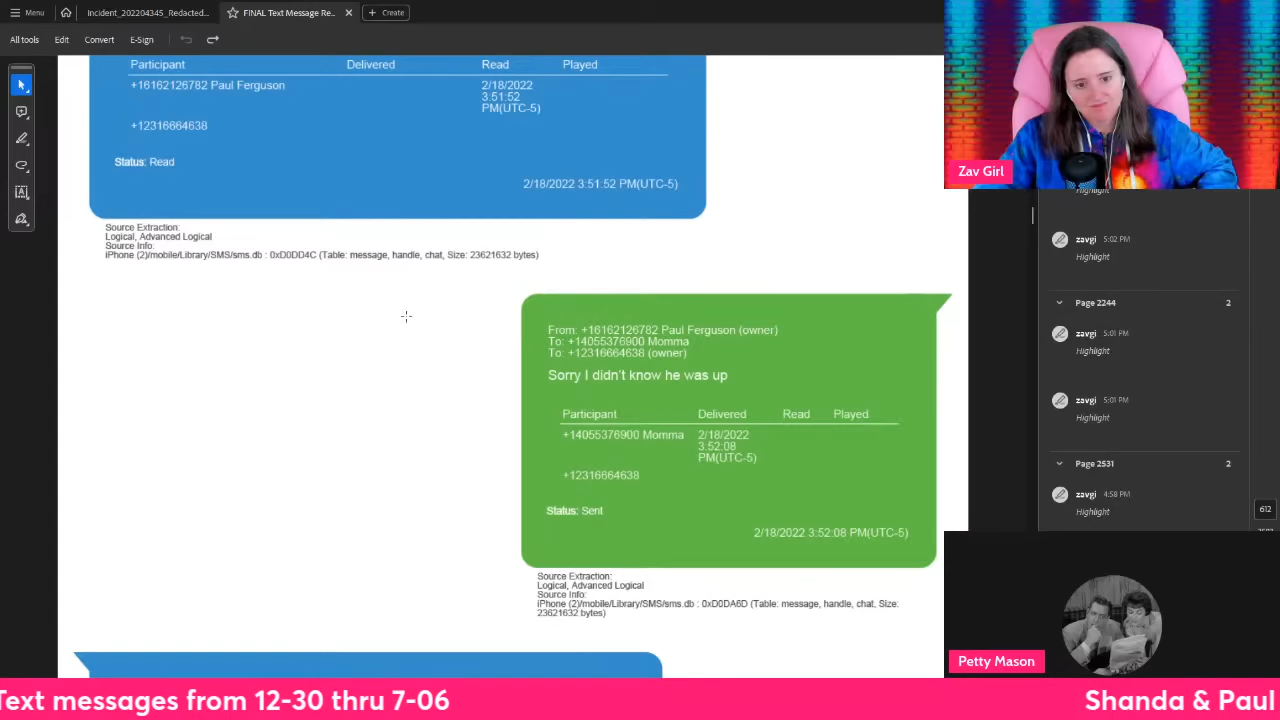 Menu
Incident_202204345_Redacted...
FINAL Text Message Re...
Create
All tools
Edit
Convert
E-Sign
Participant Delivered Read Played
+16162126782 Paul Ferguson 2/18/2022
3:51:52
PM(UTC-5)
+12316664638
Status: Read
2/18/2022 3:51:52 PM(UTC-5)
Source Extraction:
Logical, Advanced Logical
Source Info:
iPhone (2)/mobile/Library/SMS/sms.db : 0xD0DD4C (Table: message, handle, chat, Size: 23621632 bytes)
From: +16162126782 Paul Ferguson (owner)
To: +14055376900 Momma
To: +12316664638 (owner)
Sorry I didn't know he was up
Participant Delivered Read Played
+14055376900 Momma 2/18/2022
3:52:08
PM(UTC-5)
+12316664638
Status: Sent
2/18/2022 3:52:08 PM(UTC-5)
Source Extraction:
Logical, Advanced Logical
Source Info:
iPhone (2)/mobile/Library/SMS/sms.db : 0xD0DA6D (Table: message, handle, chat, Size:
23621632 bytes)
Zav Girl
Highlight
zavgi 5:02 PM
Highlight
Page 2244 2
zavgi 5:01 PM
Highlight
zavgi 5:01 PM
Highlight
Page 2531 2
zavgi 4:58 PM
Highlight
612
Petty Mason
Text messages from 12-30 thru 7-06
Shanda & Paul